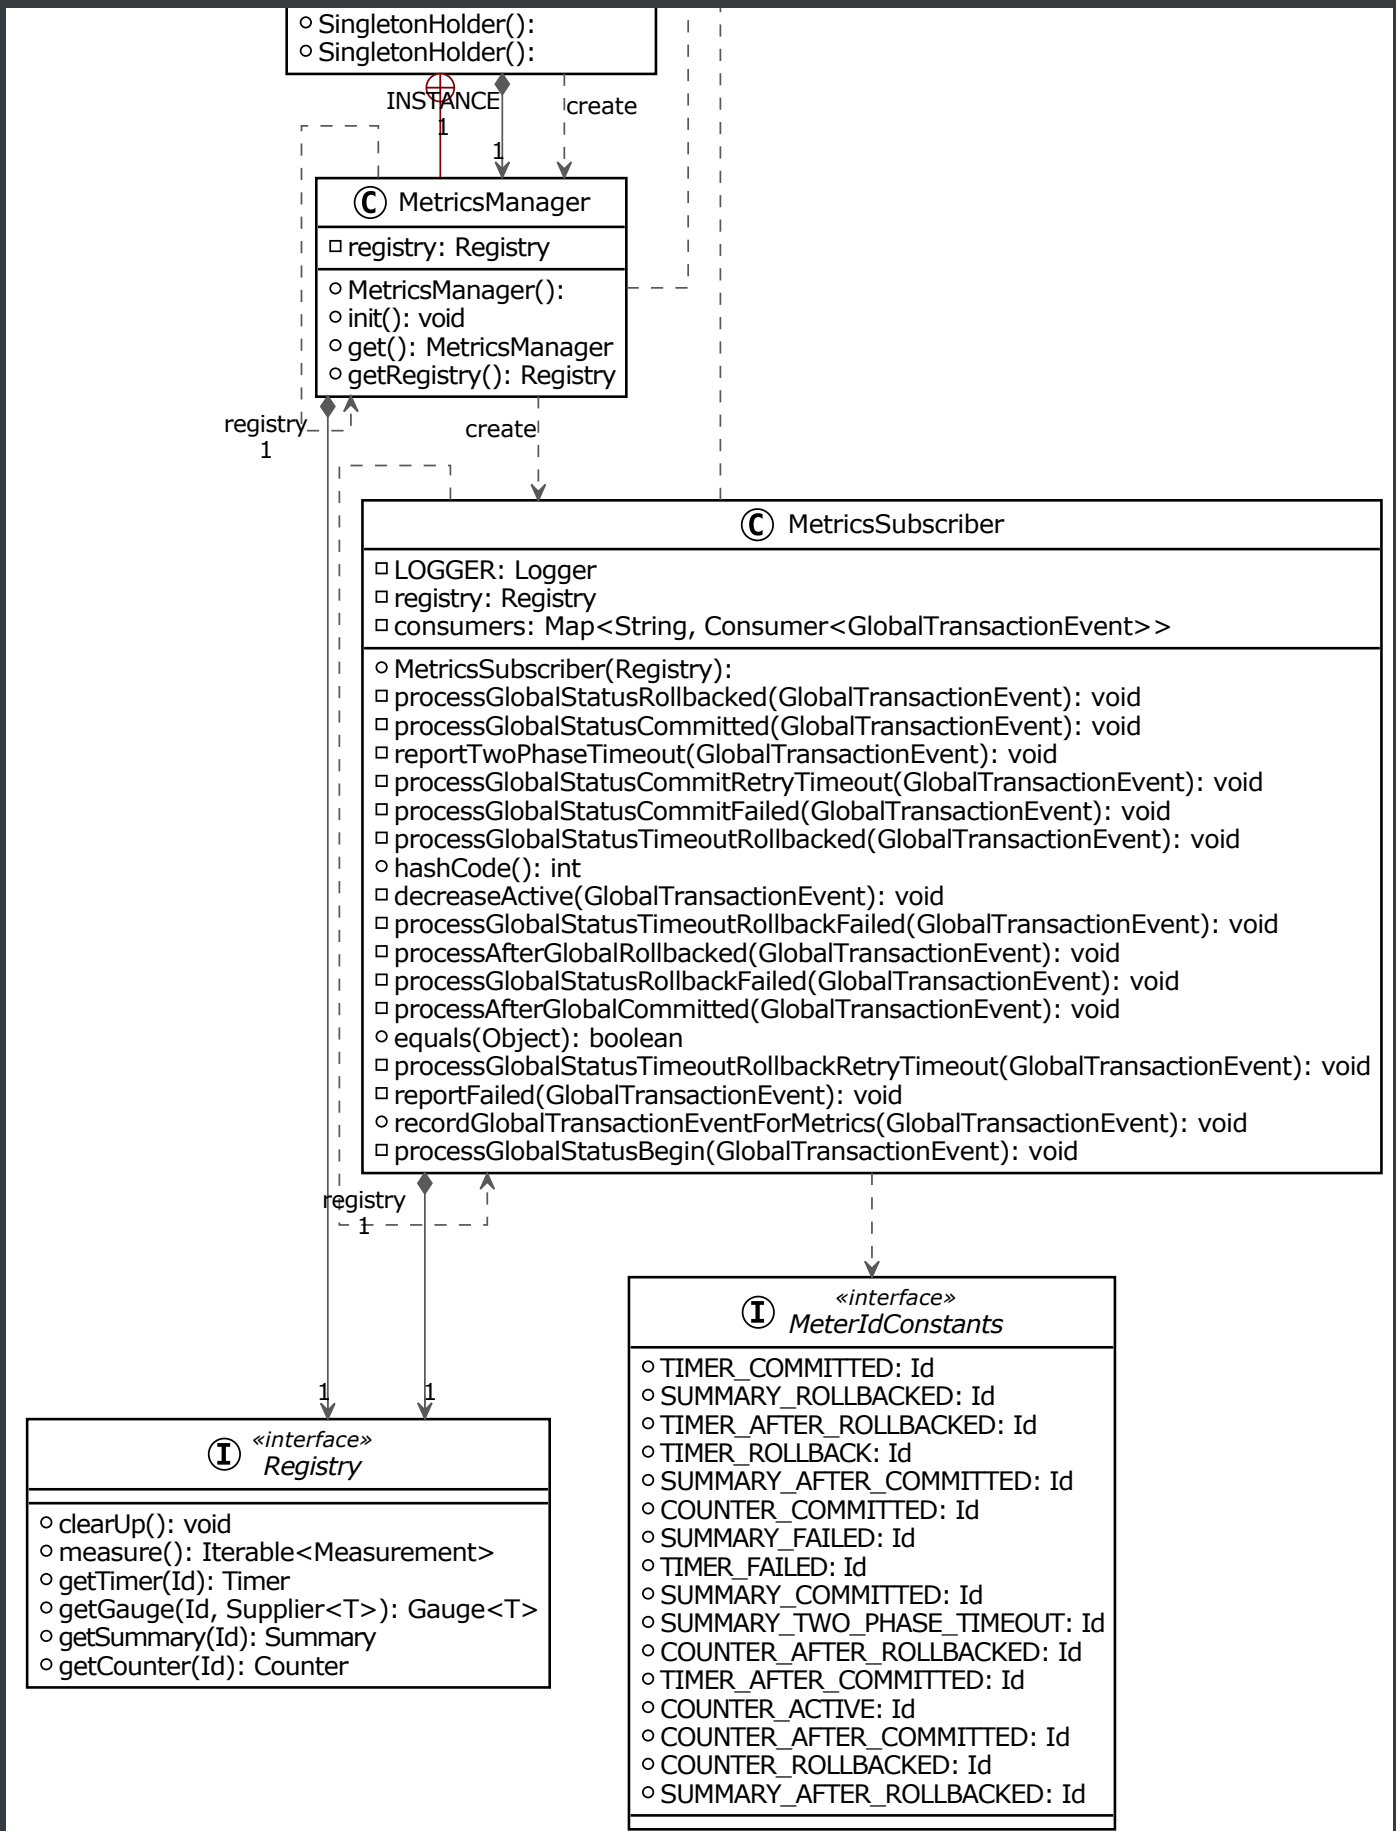 SingletonHolder():
SingletonHolder():
INSTANCE
1
1
create
C MetricsManager
registry: Registry
MetricsManager():
init(): void
get(): MetricsManager
getRegistry(): Registry
registry
1
create
C MetricsSubscriber
LOGGER: Logger
registry: Registry
consumers: Map<String, Consumer<GlobalTransactionEvent>>
MetricsSubscriber(Registry):
processGlobalStatusRollbacked(GlobalTransactionEvent): void
processGlobalStatusCommitted(GlobalTransactionEvent): void
reportTwoPhaseTimeout(GlobalTransactionEvent): void
processGlobalStatusCommitRetryTimeout(GlobalTransactionEvent): void
processGlobalStatusCommitFailed(GlobalTransactionEvent): void
processGlobalStatusTimeoutRollbacked(GlobalTransactionEvent): void
hashCode(): int
decreaseActive(GlobalTransactionEvent): void
processGlobalStatusTimeoutRollbackFailed(GlobalTransactionEvent): void
processAfterGlobalRollbacked(GlobalTransactionEvent): void
processGlobalStatusRollbackFailed(GlobalTransactionEvent): void
processAfterGlobalCommitted(GlobalTransactionEvent): void
equals(Object): boolean
processGlobalStatusTimeoutRollbackRetryTimeout(GlobalTransactionEvent): void
reportFailed(GlobalTransactionEvent): void
recordGlobalTransactionEventForMetrics(GlobalTransactionEvent): void
processGlobalStatusBegin(GlobalTransactionEvent): void
registry
1
1
1
I «interface»
Registry
clearUp(): void
measure(): Iterable<Measurement>
getTimer(Id): Timer
getGauge(Id, Supplier<T>): Gauge<T>
getSummary(Id): Summary
getCounter(Id): Counter
I «interface»
MeterIdConstants
TIMER_COMMITTED: Id
SUMMARY_ROLLBACKED: Id
TIMER_AFTER_ROLLBACKED: Id
TIMER_ROLLBACK: Id
SUMMARY_AFTER_COMMITTED: Id
COUNTER_COMMITTED: Id
SUMMARY_FAILED: Id
TIMER_FAILED: Id
SUMMARY_COMMITTED: Id
SUMMARY_TWO_PHASE_TIMEOUT: Id
COUNTER_AFTER_ROLLBACKED: Id
TIMER_AFTER_COMMITTED: Id
COUNTER_ACTIVE: Id
COUNTER_AFTER_COMMITTED: Id
COUNTER_ROLLBACKED: Id
SUMMARY_AFTER_ROLLBACKED: Id